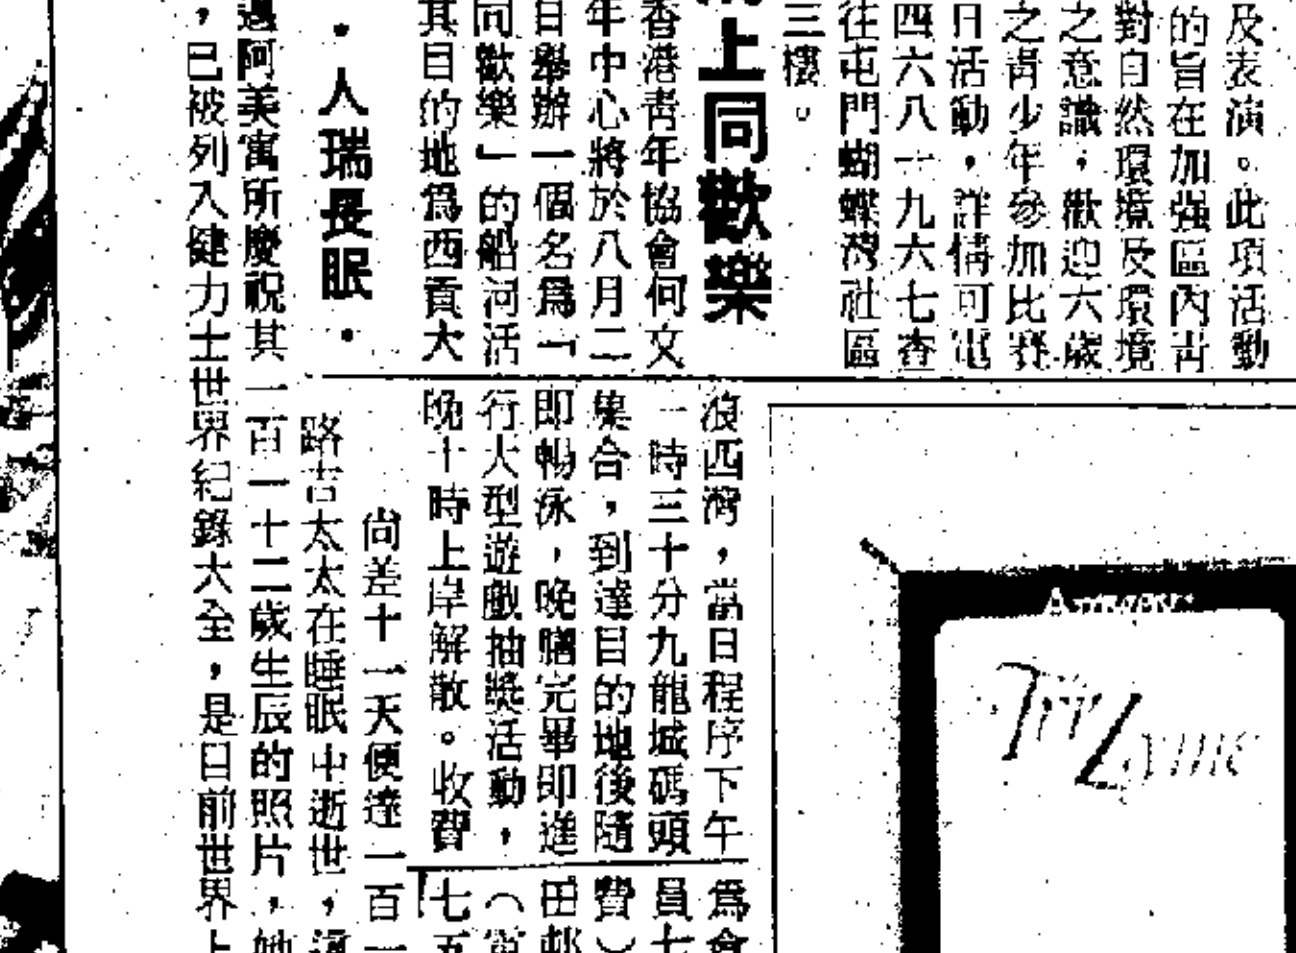 及表演。此項活動
的旨在加强區內青
對自然環境及環境
之意識，歡迎六歲
之青少年參加比賽
日活動，詳情可電
四六八一九六七查
往屯門蝴蝶灣社區
三樓。
上同歡樂
香港青年協會何文
年中心將於八月二
目舉辦一個名爲「
同歡樂」的船河活
其目的地爲西貢大
浪西灣，當日程序下午
一時三十分九龍城碼頭
集合，到達目的地後隨
即暢泳，晚膳完畢即進
行大型遊戲抽獎活動，
晚十時上岸解散。收費
爲會
員七
費）
田邨
（當
「七五
·人瑞長眠·
尚差十一天便達一百一
路吉太太在睡眠中逝世，這
遇阿美寓所慶祝其一百一十二歲生辰的照片，她
，已被列入健力士世界紀錄大全，是日前世界上